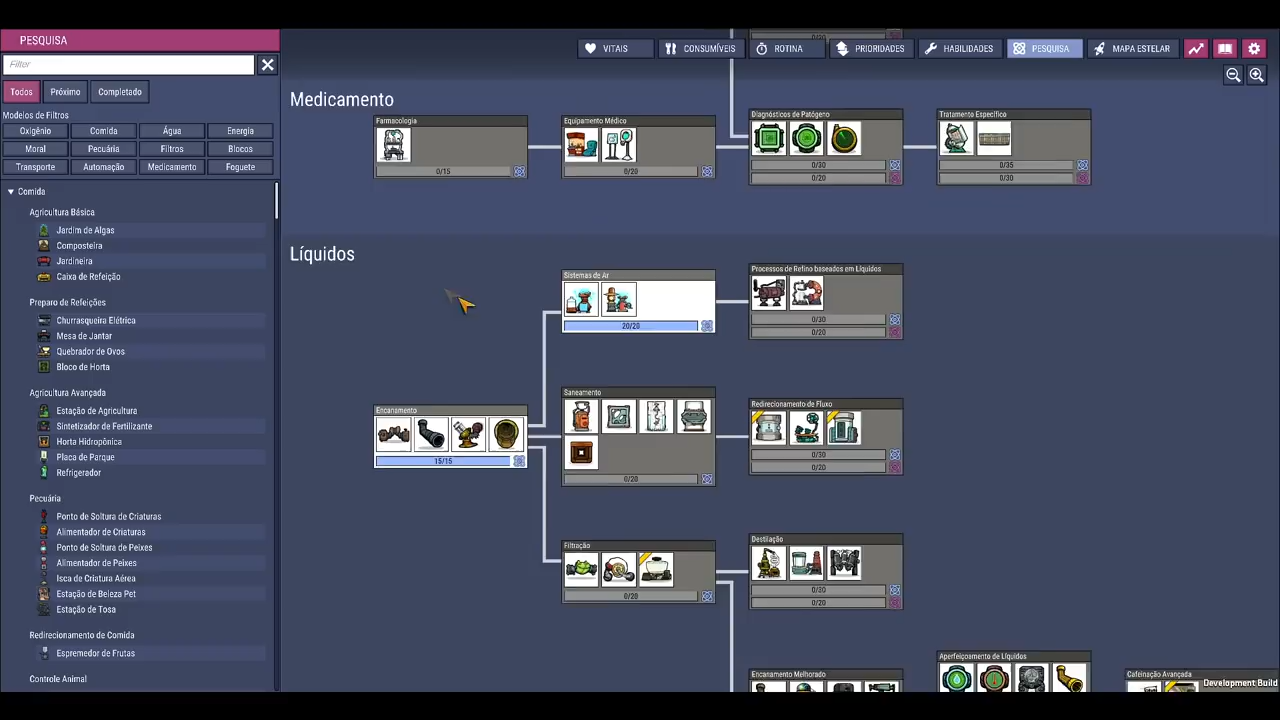 PESQUISA
VITAIS
CONSUMÍVEIS
ROTINA
PRIORIDADES
HABILIDADES
PESQUISA
MAPA ESTELAR
Filter
Todos
Próximo
Completado
Modelos de Filtros
Oxigênio
Comida
Água
Energia
Moral
Pecuária
Filtros
Blocos
Transporte
Automação
Medicamento
Foguete
Comida
Agricultura Básica
Jardim de Algas
Composteira
Jardineira
Caixa de Refeição
Preparo de Refeições
Churrasqueira Elétrica
Mesa de Jantar
Quebrador de Ovos
Bloco de Horta
Agricultura Avançada
Estação de Agricultura
Sintetizador de Fertilizante
Horta Hidropônica
Placa de Parque
Refrigerador
Pecuária
Ponto de Soltura de Criaturas
Alimentador de Criaturas
Ponto de Soltura de Peixes
Alimentador de Peixes
Isca de Criatura Aérea
Estação de Beleza Pet
Estação de Tosa
Redirecionamento de Comida
Espremedor de Frutas
Controle Animal
Medicamento
Farmacologia
0/15
Equipamento Médico
0/20
Diagnósticos de Patógeno
0/30
0/20
Tratamento Específico
0/35
0/30
Líquidos
Sistemas de Ar
20/20
Processos de Refino baseados em Líquidos
0/30
0/20
Encanamento
15/15
Saneamento
0/20
Redirecionamento de Fluxo
0/30
0/20
Filtração
0/20
Destilação
0/30
0/20
Encanamento Melhorado
Aperfeiçoamento de Líquidos
Cafeinação Avançada
Development Build